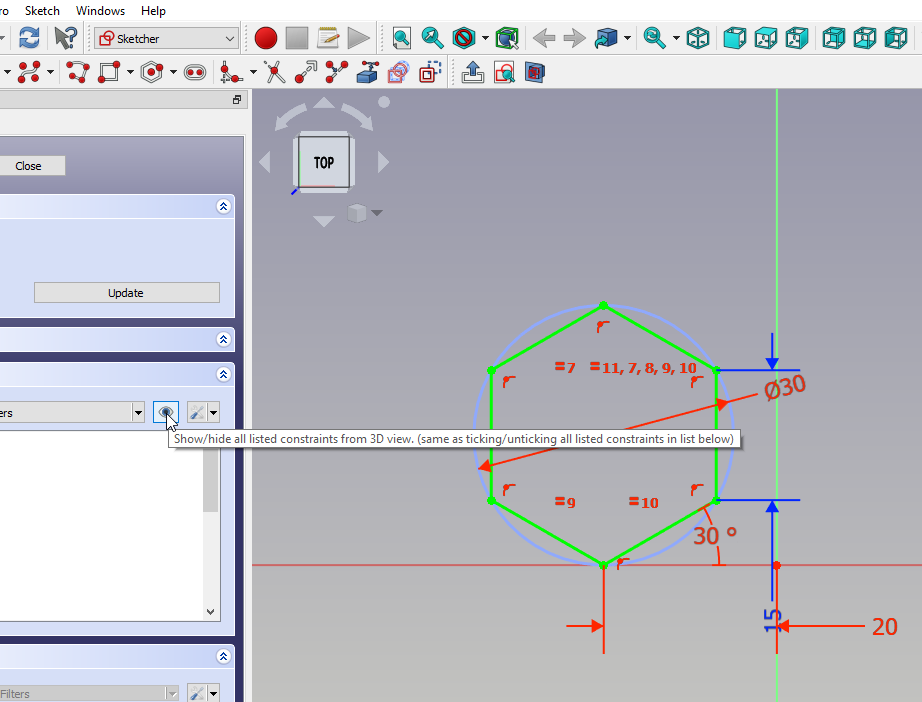 ro Sketch Windows Help
Sketcher
Close
TOP
Update
=7 =11, 7, 8, 9, 10
Ø30
ers
Show/hide all listed constraints from 3D view. (same as ticking/unticking all listed constraints in list below)
=9 =10
30 °
15
20
Filters